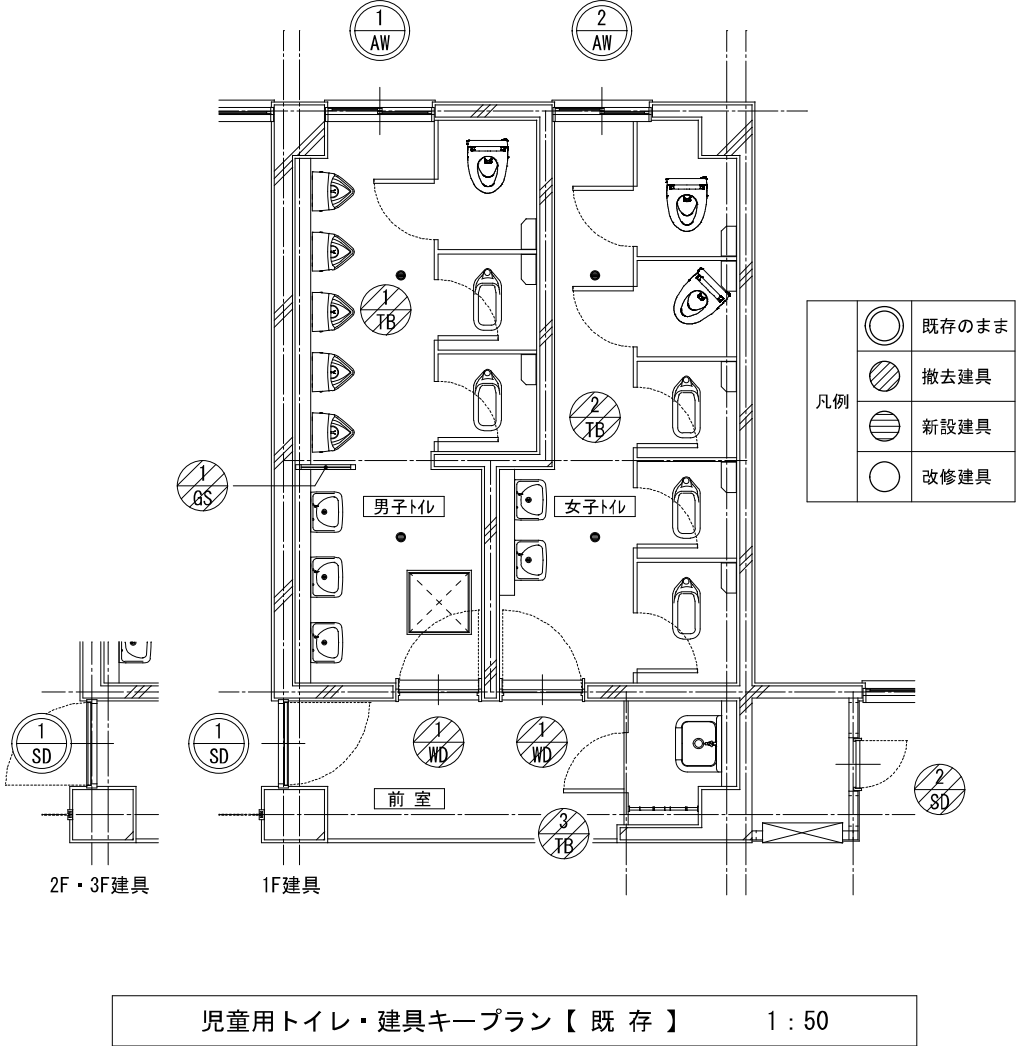 1
AW
2
AW
1
TB
既存のまま
撤去建具
凡例
2
TB
新設建具
1
GS
改修建具
男子ﾄｲﾚ
女子ﾄｲﾚ
1
SD
1
SD
1
WD
1
WD
2
SD
前 室
3
TB
2F・3F建具
1F建具
児童用トイレ・建具キープラン【 既 存 】 1:50